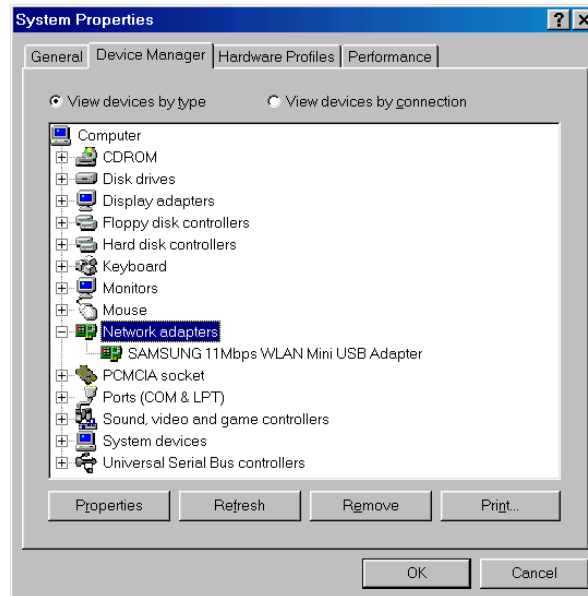 System Properties
General Device Manager Hardware Profiles Performance
View devices by type View devices by connection
Computer
CDROM
Disk drives
Display adapters
Floppy disk controllers
Hard disk controllers
Keyboard
Monitors
Mouse
Network adapters
SAMSUNG 11Mbps WLAN Mini USB Adapter
PCMCIA socket
Ports (COM & LPT)
Sound, video and game controllers
System devices
Universal Serial Bus controllers
Properties Refresh Remove Print...
OK Cancel